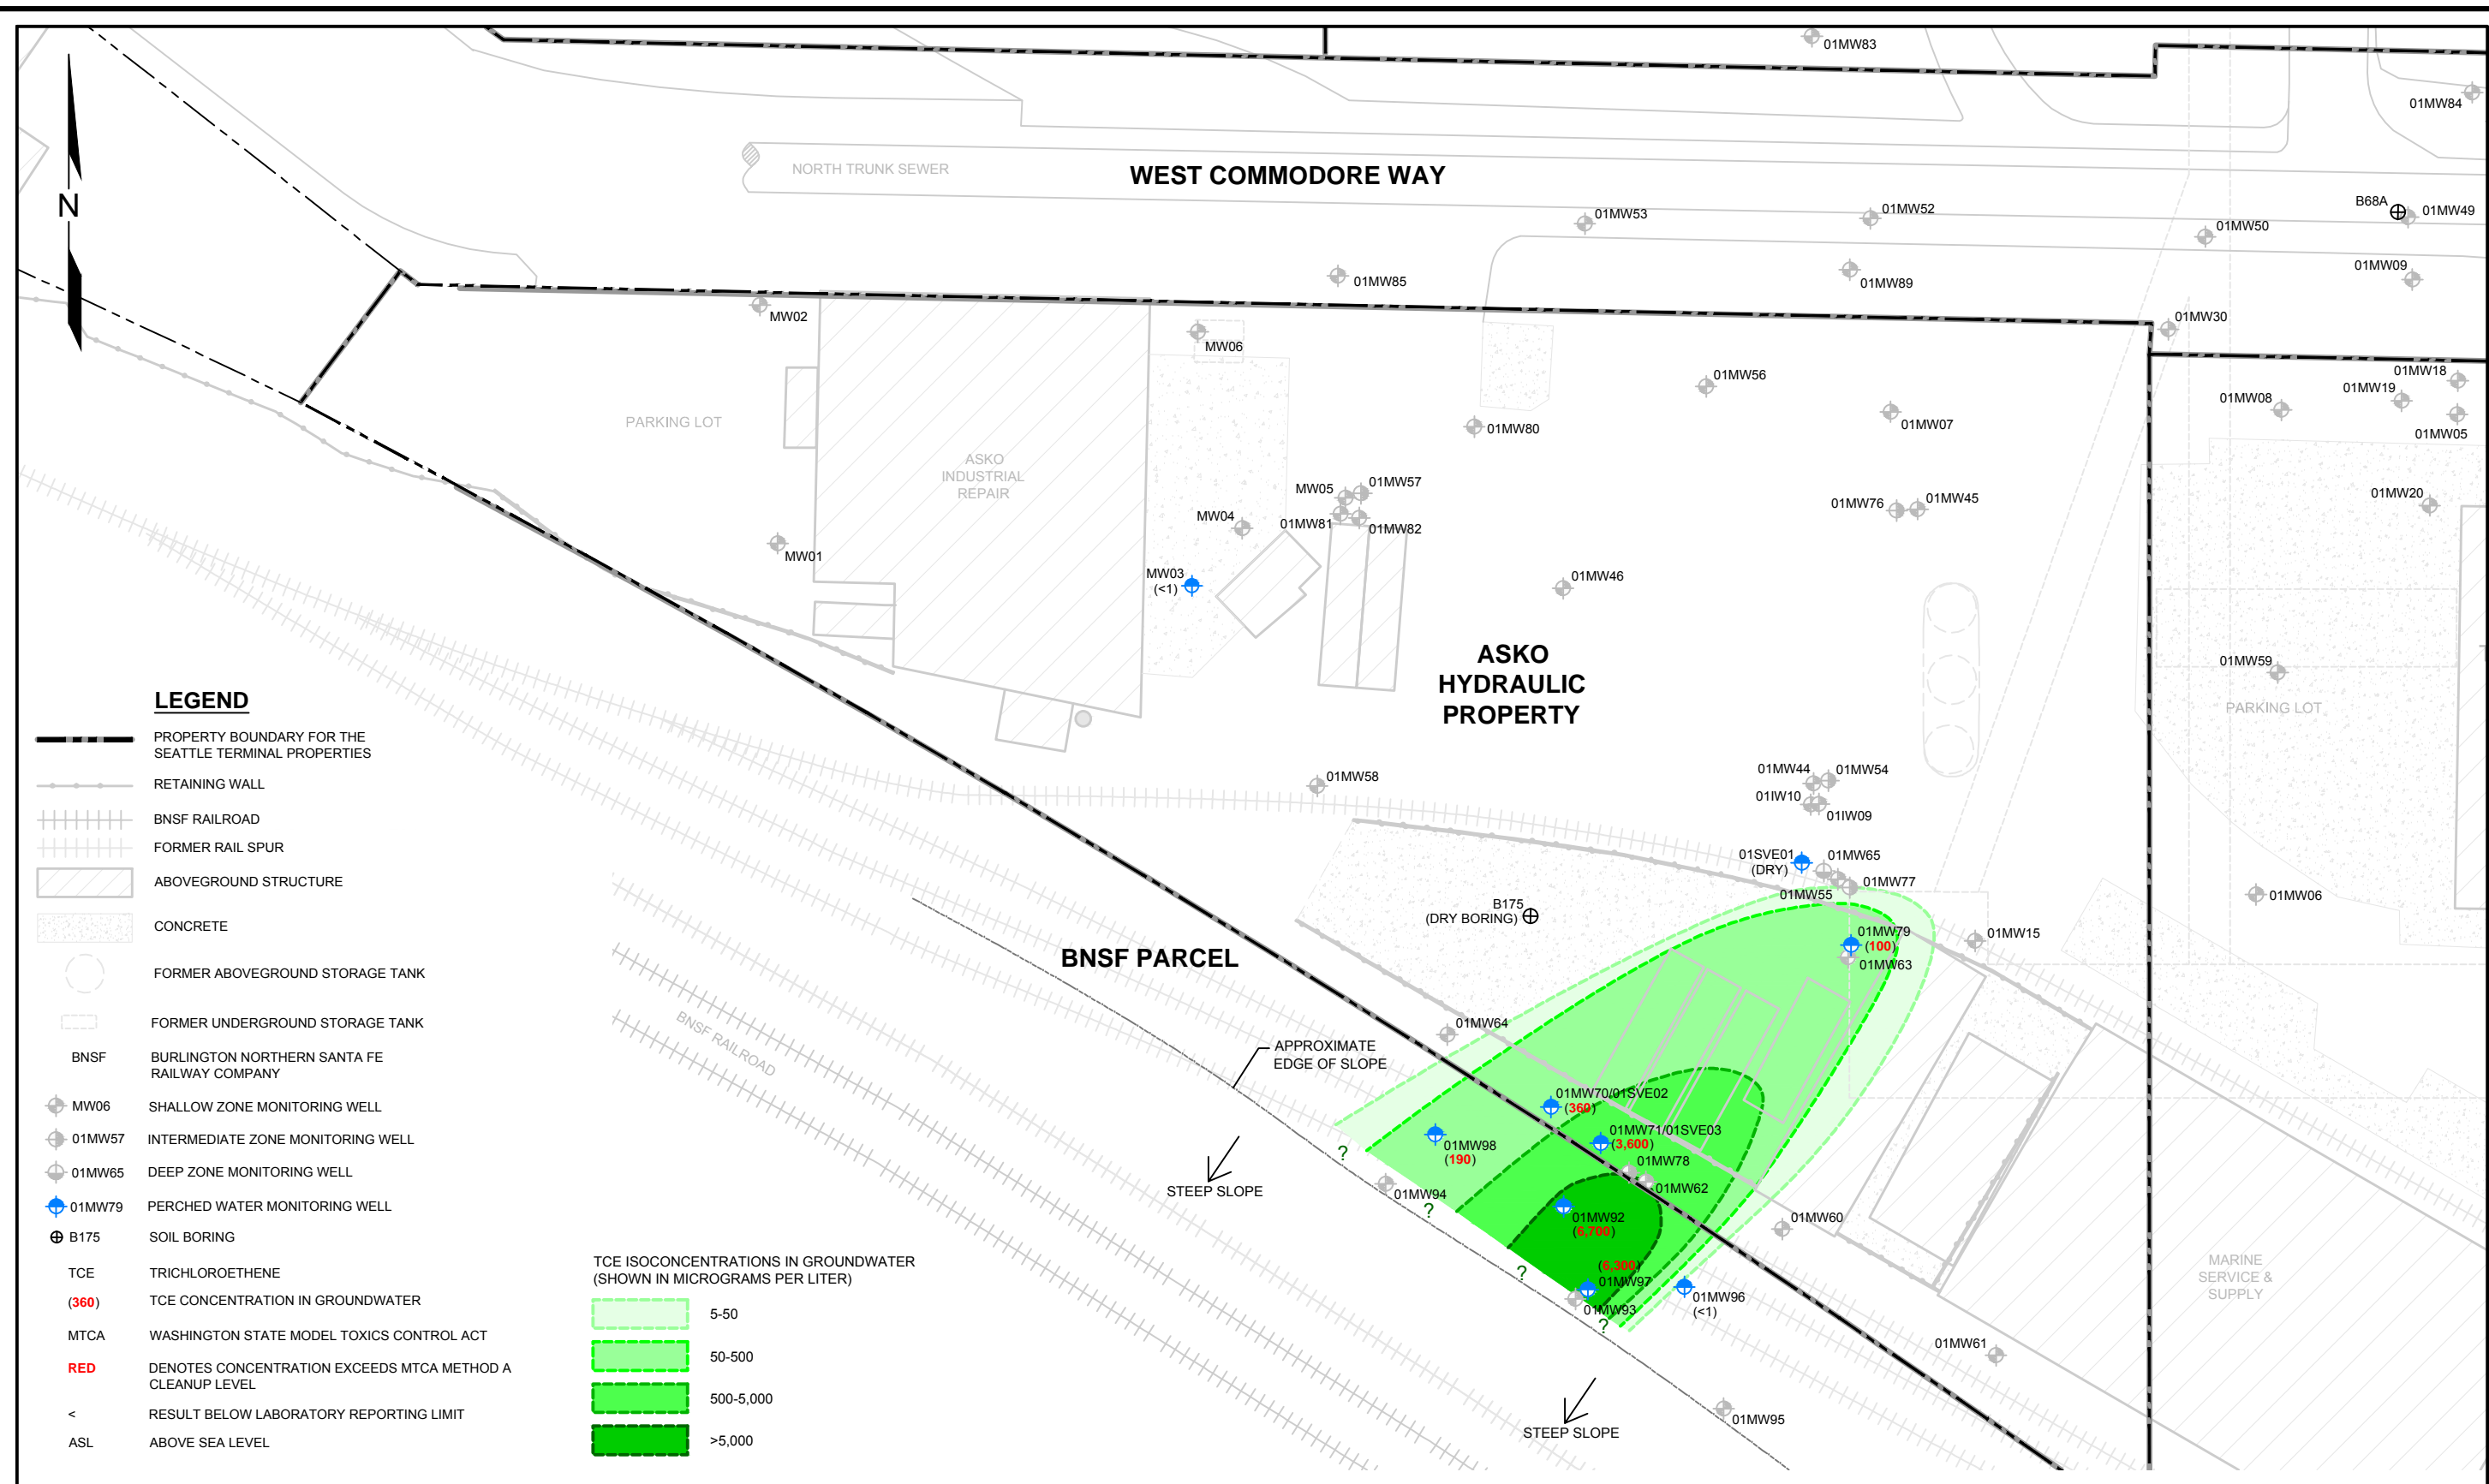 01MW83
01MW84
NORTH TRUNK SEWER
WEST COMMODORE WAY
N
01MW53
01MW52
B68A
01MW49
01MW50
01MW85
01MW89
01MW09
MW02
MW06
01MW30
01MW56
01MW18
01MW19
01MW08
01MW05
PARKING LOT
01MW80
01MW07
ASKO
INDUSTRIAL
REPAIR
MW05
01MW57
MW04
01MW81
01MW82
01MW76
01MW45
01MW20
MW01
MW03
(<1)
01MW46
ASKO
HYDRAULIC
PROPERTY
01MW59
PARKING LOT
01MW58
01MW44
01MW54
01IW10
01IW09
01SVE01
(DRY)
01MW65
01MW77
01MW55
B175
(DRY BORING)
01MW06
01MW79
(100)
01MW15
01MW63
BNSF PARCEL
BNSF RAILROAD
01MW64
APPROXIMATE
EDGE OF SLOPE
01MW70/01SVE02
(360)
01MW71/01SVE03
(3,600)
01MW98
(190)
?
01MW78
01MW62
STEEP SLOPE
01MW94
?
01MW92
(6,700)
01MW60
(6,300)
?
01MW97
01MW93
?
01MW96
(<1)
MARINE
SERVICE &
SUPPLY
01MW61
01MW95
STEEP SLOPE
LEGEND
PROPERTY BOUNDARY FOR THE
SEATTLE TERMINAL PROPERTIES
RETAINING WALL
BNSF RAILROAD
FORMER RAIL SPUR
ABOVEGROUND STRUCTURE
CONCRETE
FORMER ABOVEGROUND STORAGE TANK
FORMER UNDERGROUND STORAGE TANK
BNSF BURLINGTON NORTHERN SANTA FE
RAILWAY COMPANY
MW06 SHALLOW ZONE MONITORING WELL
01MW57 INTERMEDIATE ZONE MONITORING WELL
01MW65 DEEP ZONE MONITORING WELL
01MW79 PERCHED WATER MONITORING WELL
B175 SOIL BORING
TCE TRICHLOROETHENE
(360) TCE CONCENTRATION IN GROUNDWATER
MTCA WASHINGTON STATE MODEL TOXICS CONTROL ACT
RED DENOTES CONCENTRATION EXCEEDS MTCA METHOD A
CLEANUP LEVEL
< RESULT BELOW LABORATORY REPORTING LIMIT
ASL ABOVE SEA LEVEL
TCE ISOCONCENTRATIONS IN GROUNDWATER
(SHOWN IN MICROGRAMS PER LITER)
5-50
50-500
500-5,000
>5,000